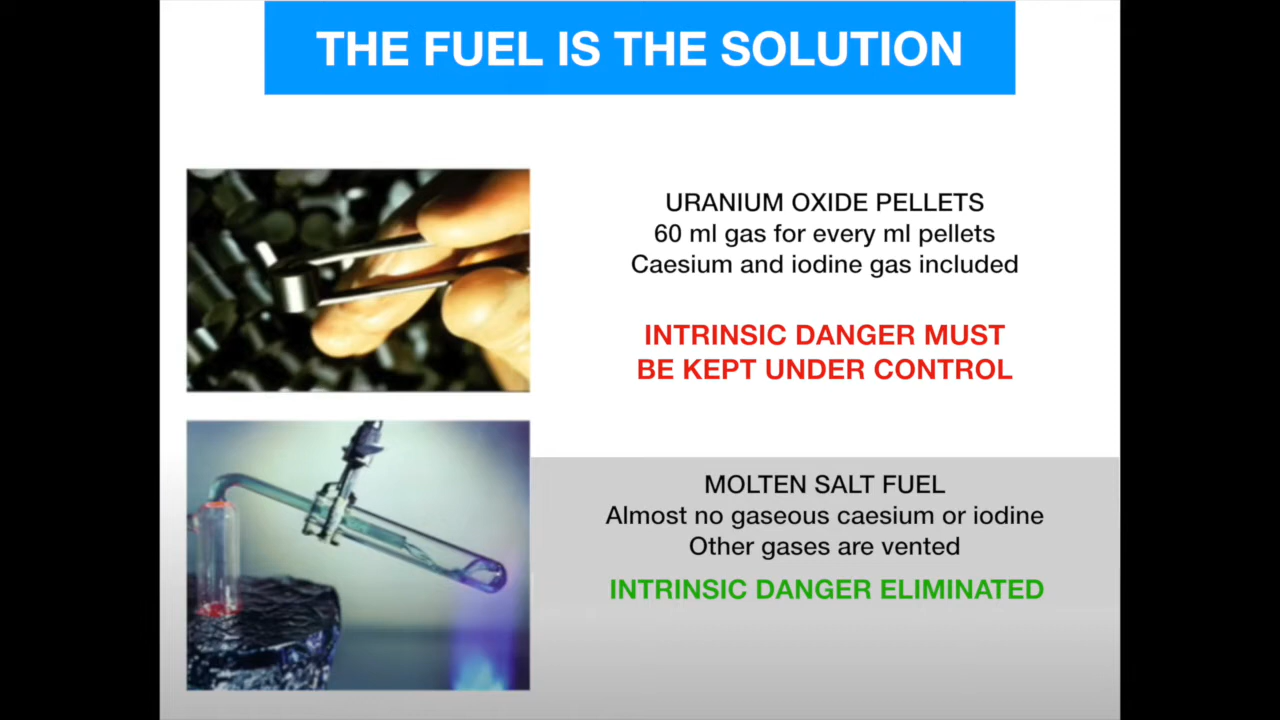 THE FUEL IS THE SOLUTION
URANIUM OXIDE PELLETS
60 ml gas for every ml pellets
Caesium and iodine gas included
INTRINSIC DANGER MUST
BE KEPT UNDER CONTROL
MOLTEN SALT FUEL
Almost no gaseous caesium or iodine
Other gases are vented
INTRINSIC DANGER ELIMINATED